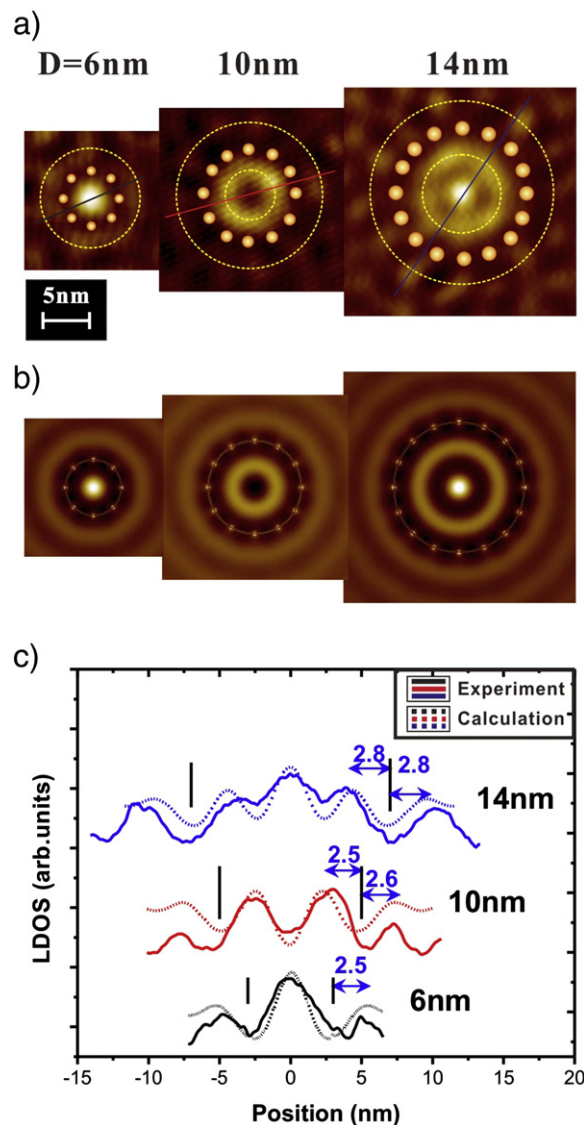 a)
D=6nm 10nm 14nm
5nm
b)
c)
Experiment
Calculation
2.8
2.8
14nm
2.5
2.6
10nm
2.5
6nm
LDOS (arb.units)
-15 -10 -5 0 5 10 15 20
Position (nm)